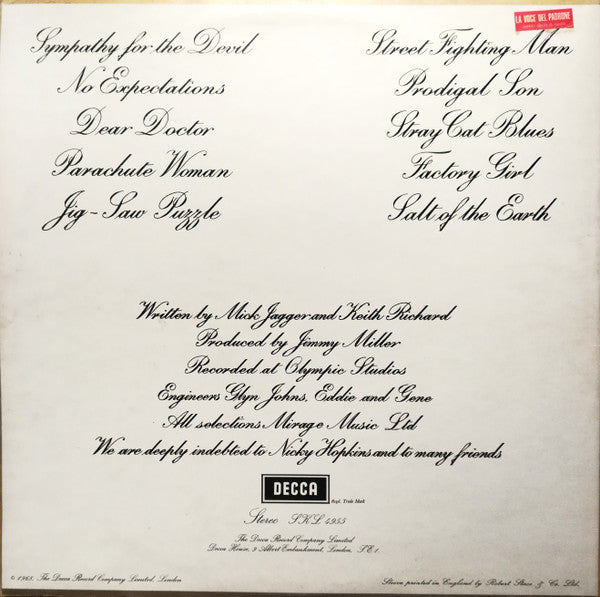 Sympathy for the Devil
No Expectations
Dear Doctor
Parachute Woman
Jig-Saw Puzzle
LA VOCE DEL PADRONE
Street Fighting Man
Prodigal Son
Stray Cat Blues
Factory Girl
Salt of the Earth
Written by Mick Jagger and Keith Richard
Produced by Jimmy Miller
Recorded at Olympic Studios
Engineers Glyn Johns, Eddie and Gene
All selections Mirage Music Ltd
We are deeply indebted to Nicky Hopkins and to many friends
DECCA
Regd. Trade Mark
Stereo SKL 4955
The Decca Record Company Limited
Decca House, 9 Albert Embankment, London, S.E.1.
© 1968, The Decca Record Company Limited, London
Sleeve printed in England by Robert Stace & Co. Ltd.